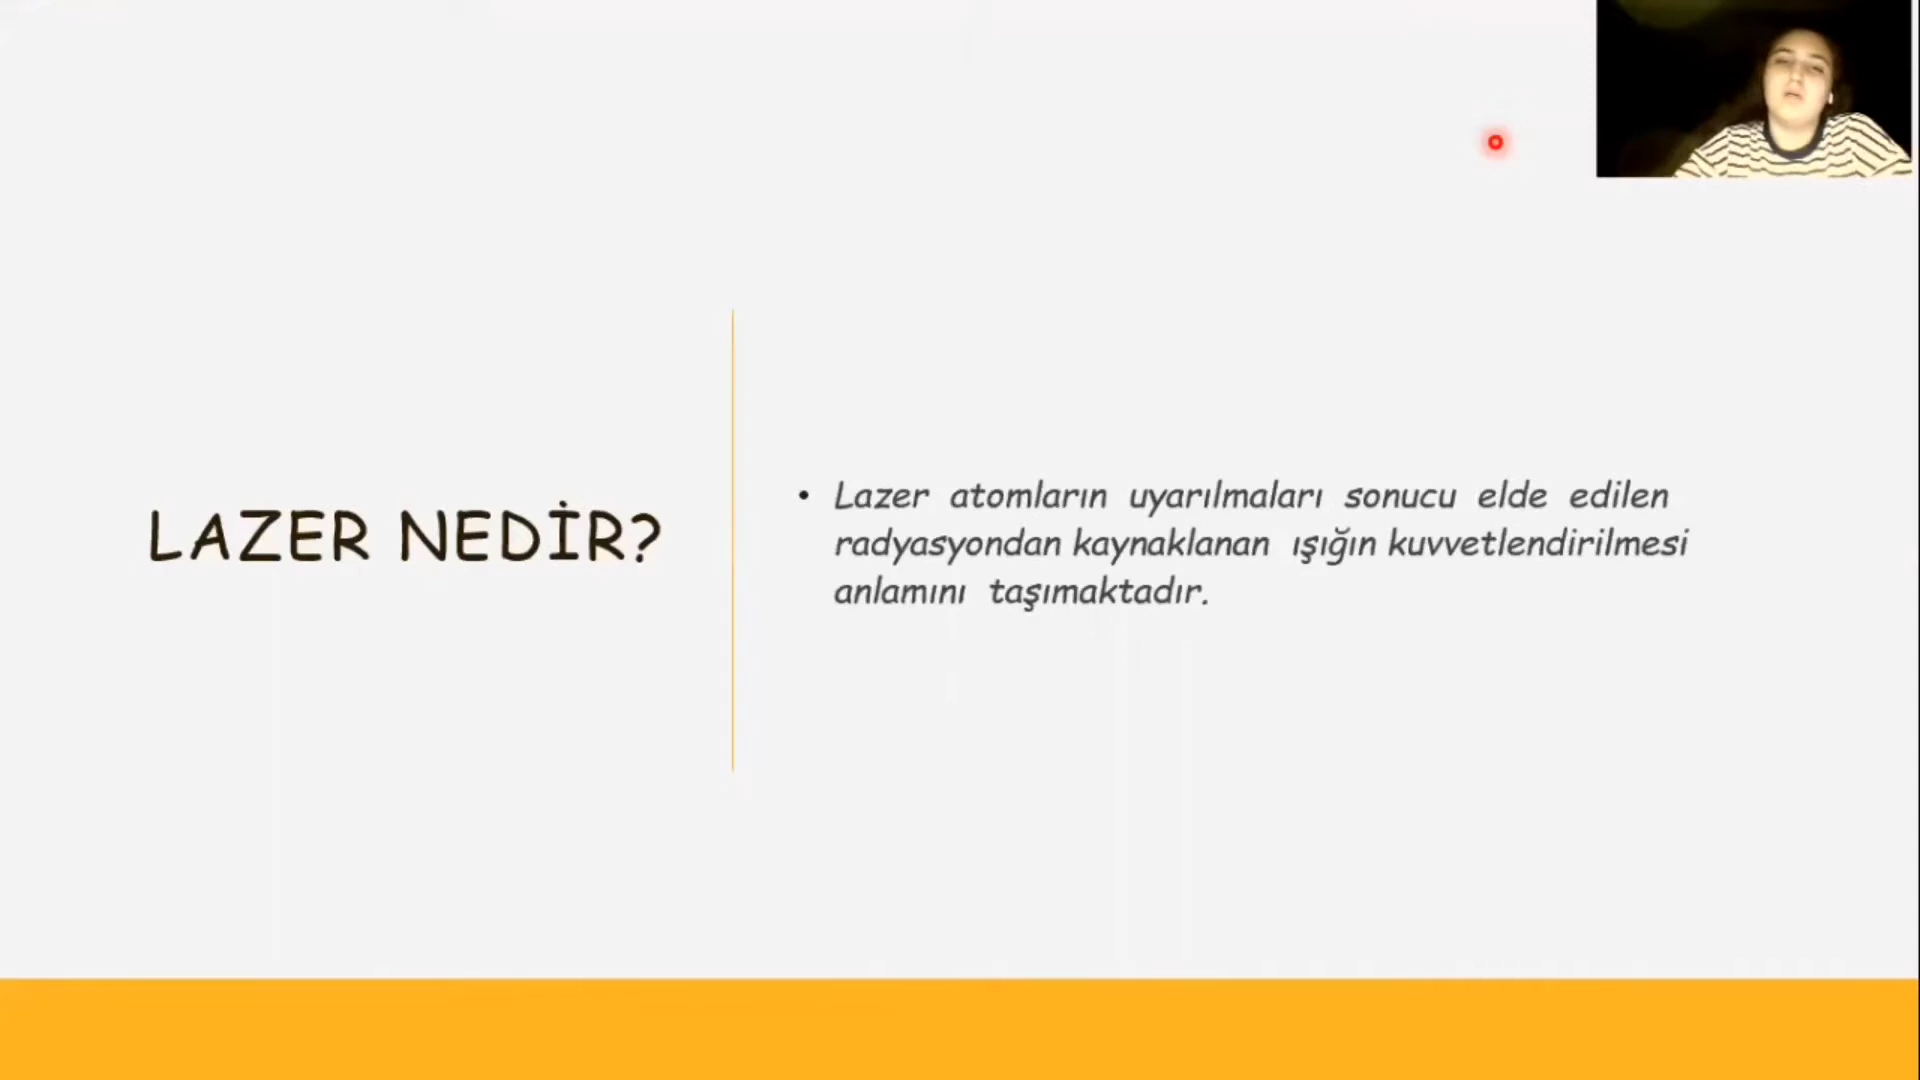 LAZER NEDİR?
• Lazer atomların uyarılmaları sonucu elde edilen
radyasyondan kaynaklanan ışığın kuvvetlendirilmesi
anlamını taşımaktadır.